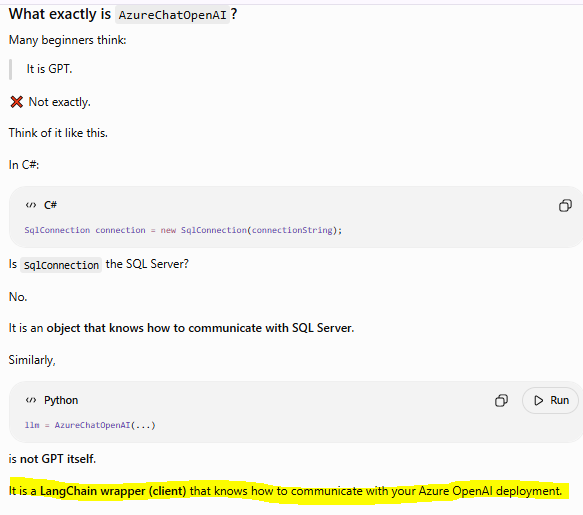 What exactly is AzureChatOpenAI?
Many beginners think:
It is GPT.
❌ Not exactly.
Think of it like this.
In C#:
</> C#
SqlConnection connection = new SqlConnection(connectionString);
Is SqlConnection the SQL Server?
No.
It is an object that knows how to communicate with SQL Server.
Similarly,
</> Python
Run
llm = AzureChatOpenAI(...)
is not GPT itself.
It is a LangChain wrapper (client) that knows how to communicate with your Azure OpenAI deployment.